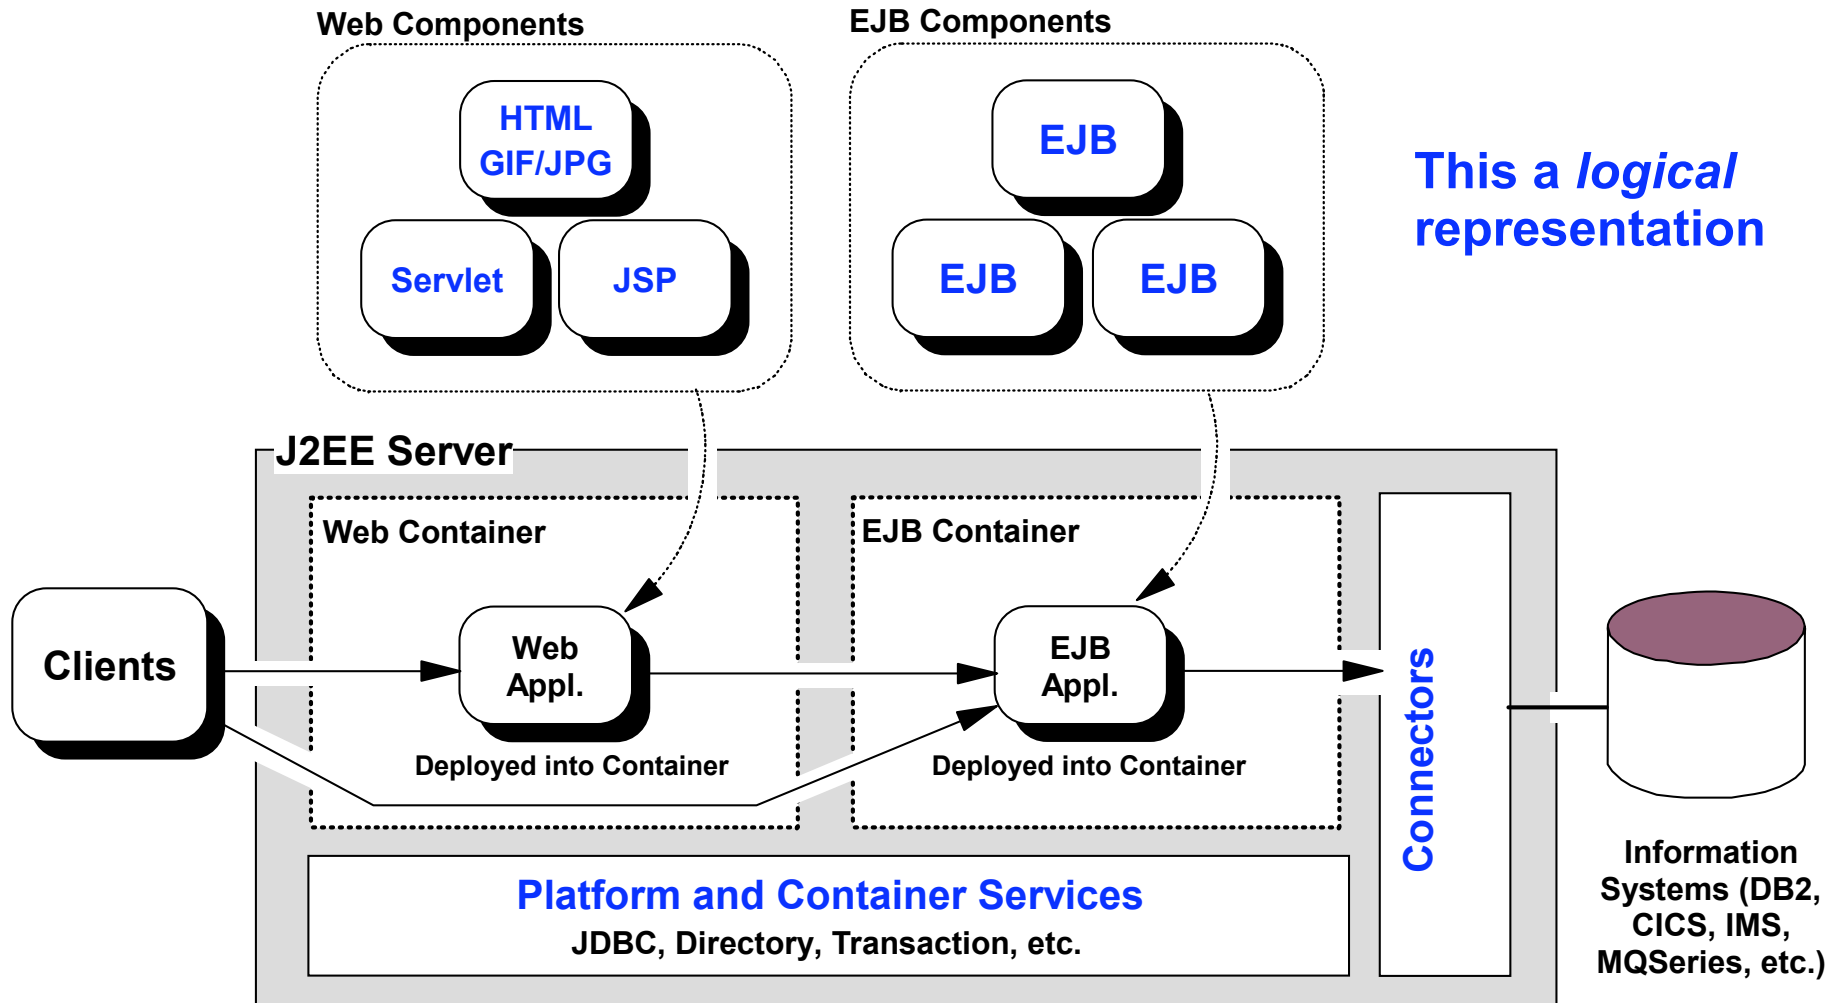 Web Components
EJB Components
HTML
GIF/JPG
Servlet
JSP
EJB
EJB
EJB
This a logical
representation
J2EE Server
Web Container
EJB Container
Clients
Web
Appl.
EJB
Appl.
Deployed into Container
Deployed into Container
Connectors
Platform and Container Services
JDBC, Directory, Transaction, etc.
Information
Systems (DB2,
CICS, IMS,
MQSeries, etc.)